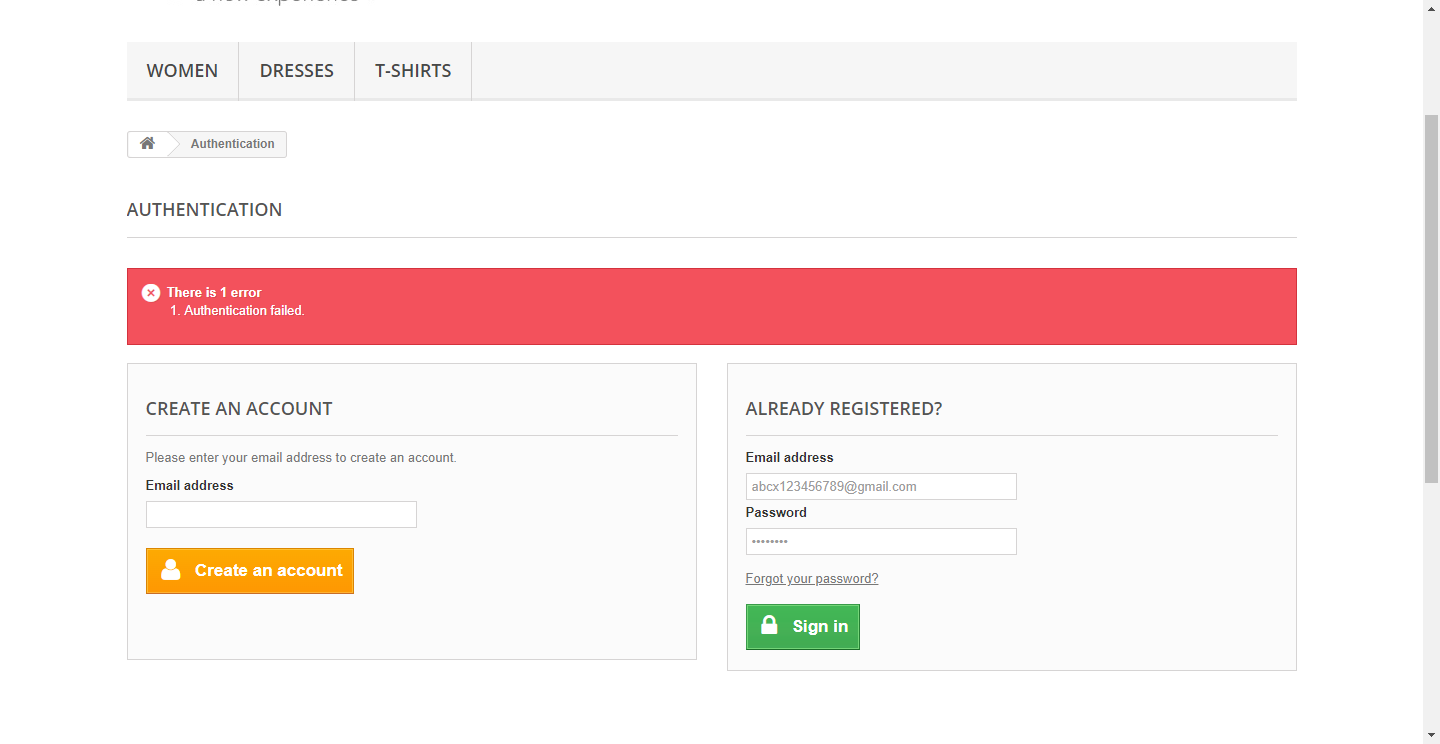 a new experience
WOMEN
DRESSES
T-SHIRTS
Authentication
AUTHENTICATION
There is 1 error
1. Authentication failed.
CREATE AN ACCOUNT
Please enter your email address to create an account.
Email address
Create an account
ALREADY REGISTERED?
Email address
abcx123456789@gmail.com
Password
••••••••
Forgot your password?
Sign in